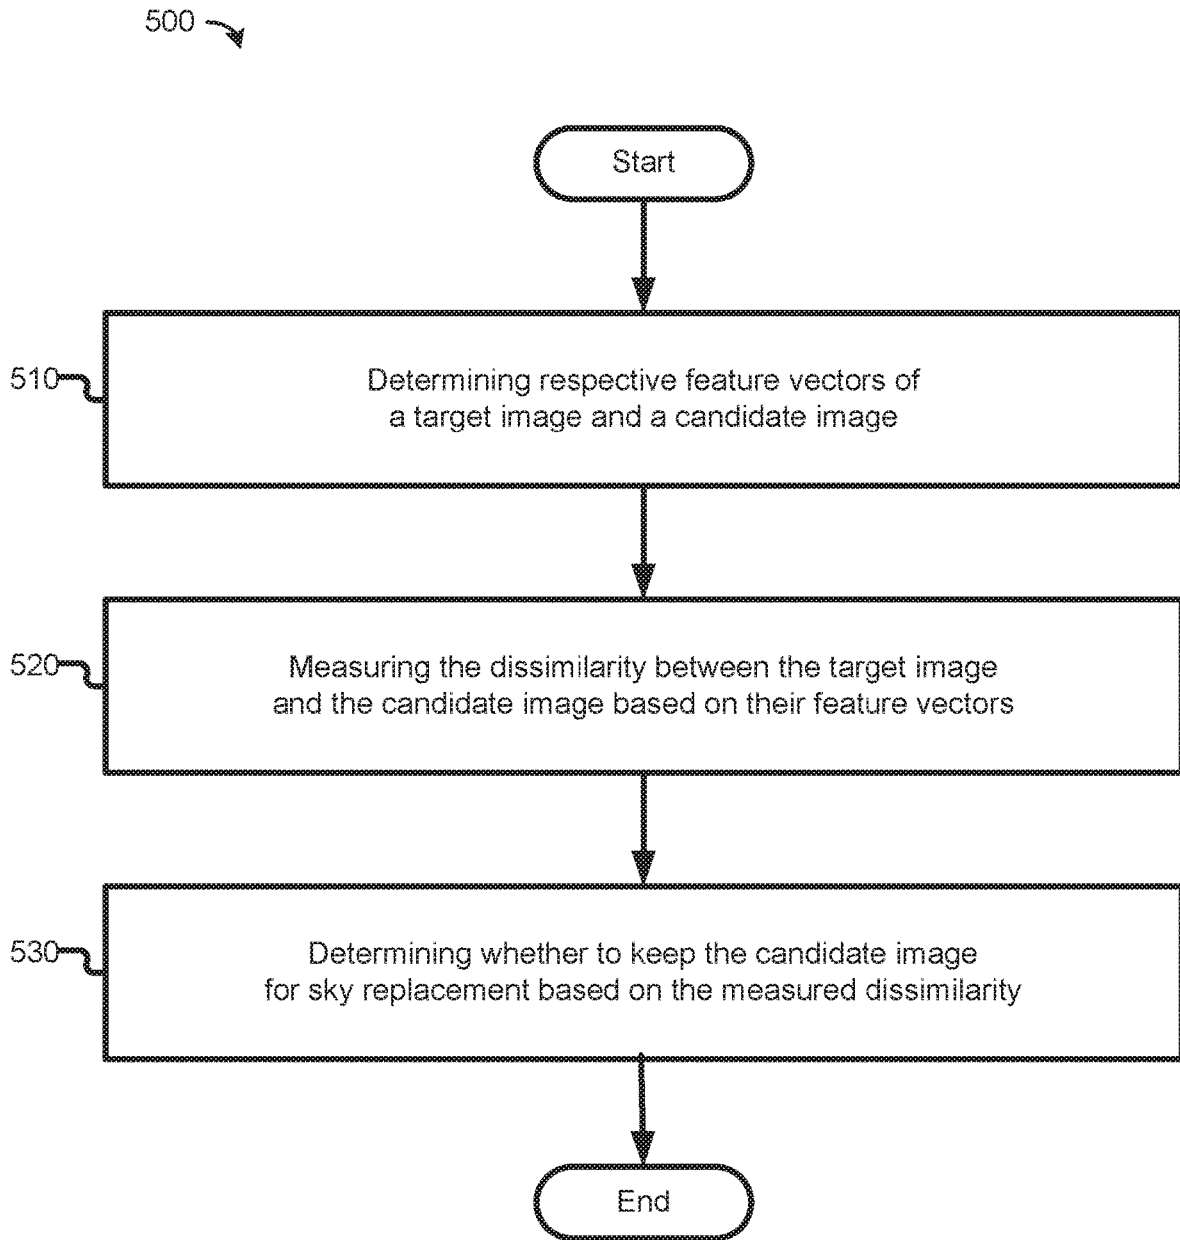 500
Start
510
Determining respective feature vectors of
a target image and a candidate image
520
Measuring the dissimilarity between the target image
and the candidate image based on their feature vectors
530
Determining whether to keep the candidate image
for sky replacement based on the measured dissimilarity
End